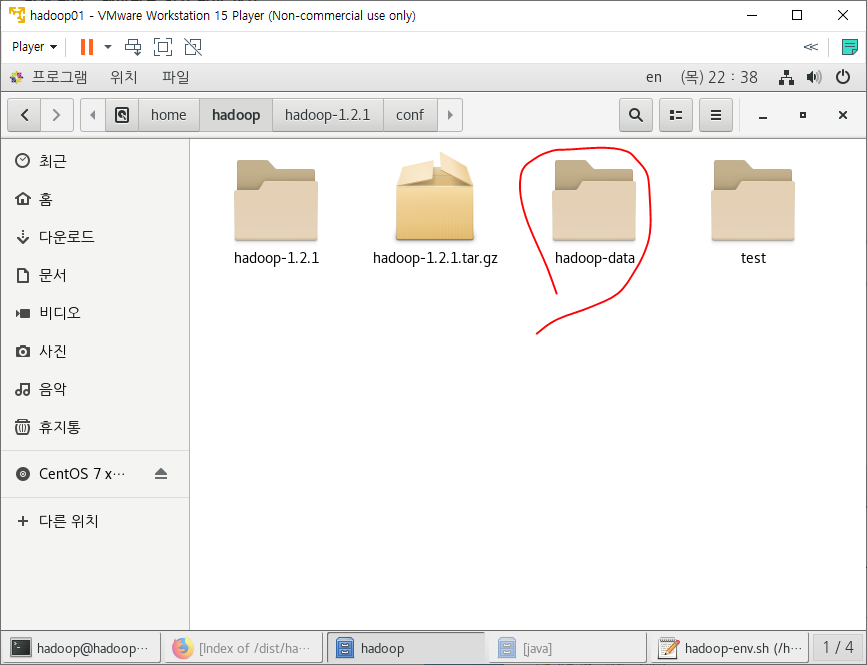 hadoop01 - VMware Workstation 15 Player (Non-commercial use only)
Player
프로그램 위치 파일 en (목) 22 : 38
home hadoop hadoop-1.2.1 conf
최근
홈
다운로드
문서
비디오
사진
음악
휴지통
CentOS 7 x···
다른 위치
hadoop-1.2.1 hadoop-1.2.1.tar.gz hadoop-data test
hadoop@hadoop··· [Index of /dist/ha··· hadoop [java] hadoop-env.sh (/h··· 1 / 4